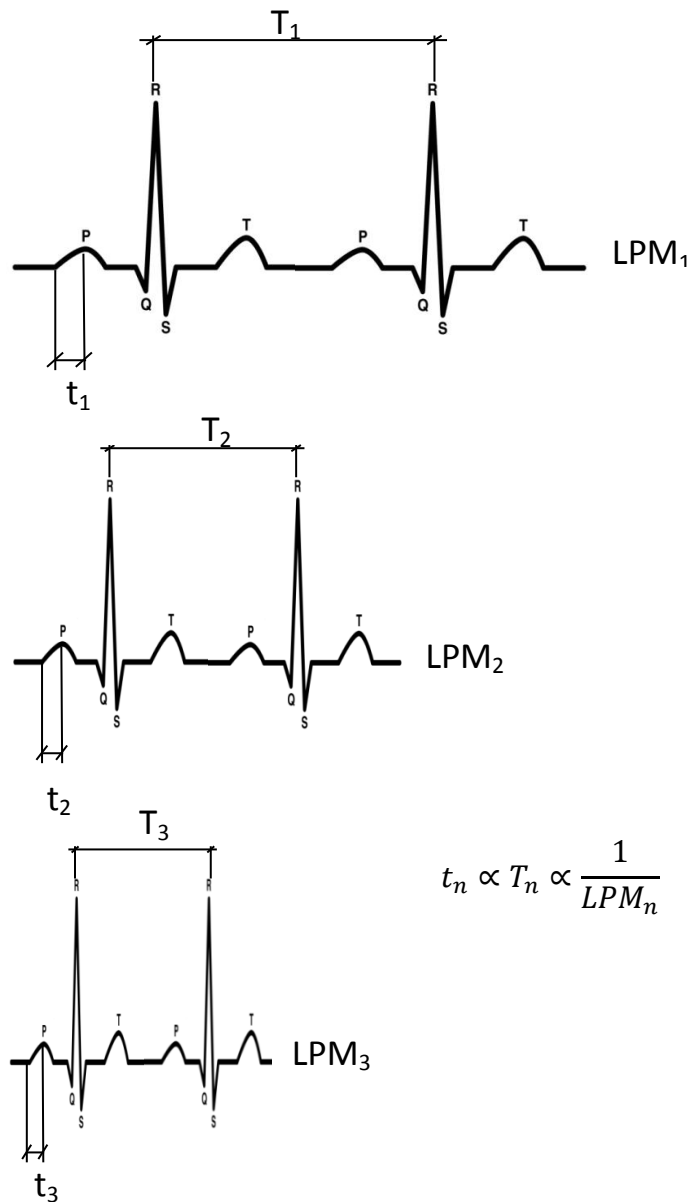 T₁
R R
P T P T
LPM₁
Q Q
S S
t₁
T₂
R R
P T P T
LPM₂
Q Q
S S
t₂
T₃
R R
tₙ ∝ Tₙ ∝ 1/LPMₙ
P T P T
LPM₃
Q Q
S S
t₃